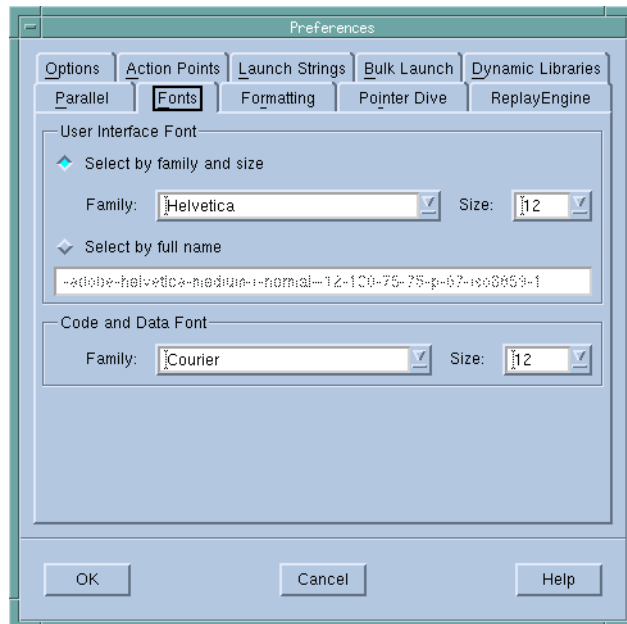 Preferences
Options Action Points Launch Strings Bulk Launch Dynamic Libraries
Parallel Fonts Formatting Pointer Dive ReplayEngine
User Interface Font
Select by family and size
Family: Helvetica Size: 12
Select by full name
-adobe-helvetica-medium-r-normal--12-120-75-75-p-67-iso8859-1
Code and Data Font
Family: Courier Size: 12
OK Cancel Help